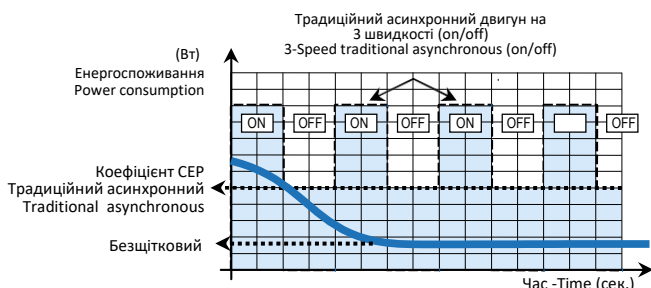 Традиційний асинхронний двигун на
3 швидкості (on/off)
3-Speed traditional asynchronous (on/off)
(Вт)
Енергоспоживання
Power consumption
ON OFF ON OFF ON OFF OFF
Коефіцієнт СЕР
Традиційний асинхронний
Traditional asynchronous
Безщітковий
Час -Time (сек.)